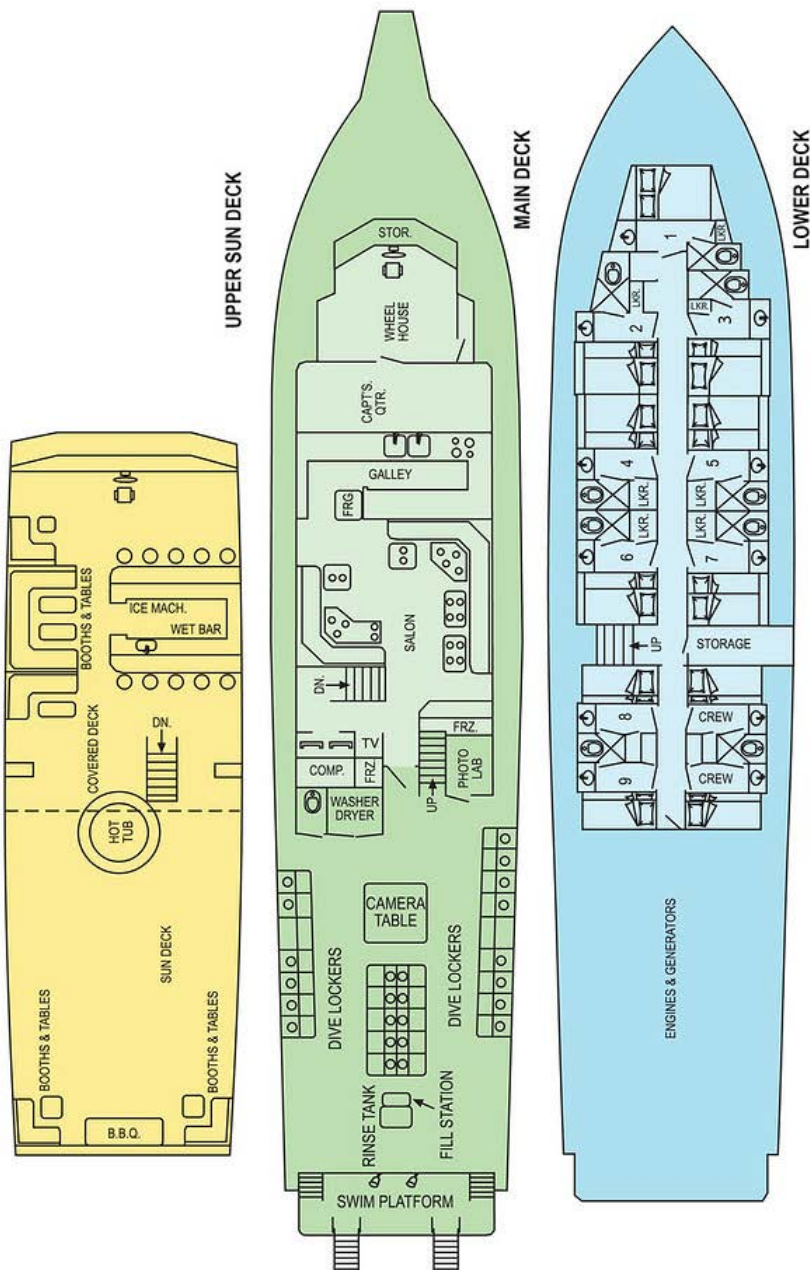 UPPER SUN DECK
BOOTHS & TABLES
ICE MACH.
WET BAR
COVERED DECK
DN.
HOT
TUB
SUN DECK
BOOTHS & TABLES
BOOTHS & TABLES
B.B.Q.
MAIN DECK
STOR.
WHEEL
HOUSE
CAPT'S.
QTR.
GALLEY
FRG
SALON
DN.
FRZ.
TV
COMP.
FRZ
UP
PHOTO
LAB
WASHER
DRYER
CAMERA
TABLE
DIVE LOCKERS
DIVE LOCKERS
RINSE TANK
FILL STATION
SWIM PLATFORM
LOWER DECK
1
LKR.
LKR.
LKR.
2
3
4
5
LKR.
LKR.
LKR.
LKR.
6
7
UP
STORAGE
8
CREW
9
CREW
ENGINES & GENERATORS